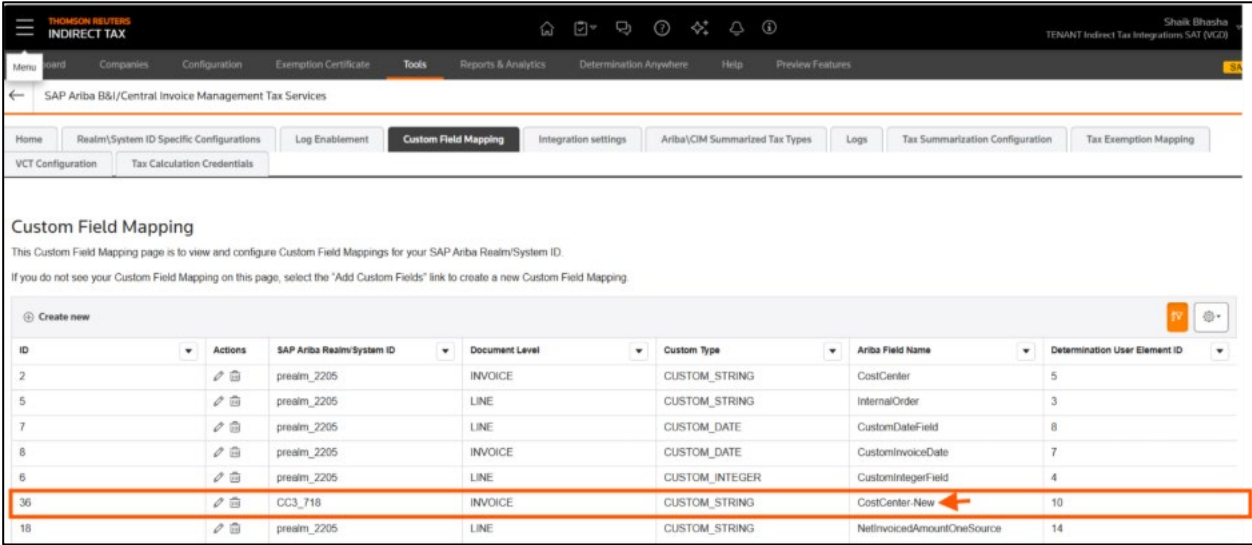 THOMSON REUTERS
INDIRECT TAX
Shaik Bhasha
TENANT Indirect Tax Integrations SAT (VGD)
Menu board Companies Configuration Exemption Certificate Tools Reports & Analytics Determination Anywhere Help Preview Features SA
SAP Ariba B&I/Central Invoice Management Tax Services
Home Realm\System ID Specific Configurations Log Enablement Custom Field Mapping Integration settings Ariba\CIM Summarized Tax Types Logs Tax Summarization Configuration Tax Exemption Mapping
VCT Configuration Tax Calculation Credentials
Custom Field Mapping
This Custom Field Mapping page is to view and configure Custom Field Mappings for your SAP Ariba Realm/System ID.
If you do not see your Custom Field Mapping on this page, select the "Add Custom Fields" link to create a new Custom Field Mapping.
Create new
ID Actions SAP Ariba Realm/System ID Document Level Custom Type Ariba Field Name Determination User Element ID
2 prealm_2205 INVOICE CUSTOM_STRING CostCenter 5
5 prealm_2205 LINE CUSTOM_STRING InternalOrder 3
7 prealm_2205 LINE CUSTOM_DATE CustomDateField 8
8 prealm_2205 INVOICE CUSTOM_DATE CustomInvoiceDate 7
6 prealm_2205 LINE CUSTOM_INTEGER CustomIntegerField 4
36 CC3_718 INVOICE CUSTOM_STRING CostCenter-New 10
18 prealm_2205 LINE CUSTOM_STRING NetInvoicedAmountOneSource 14